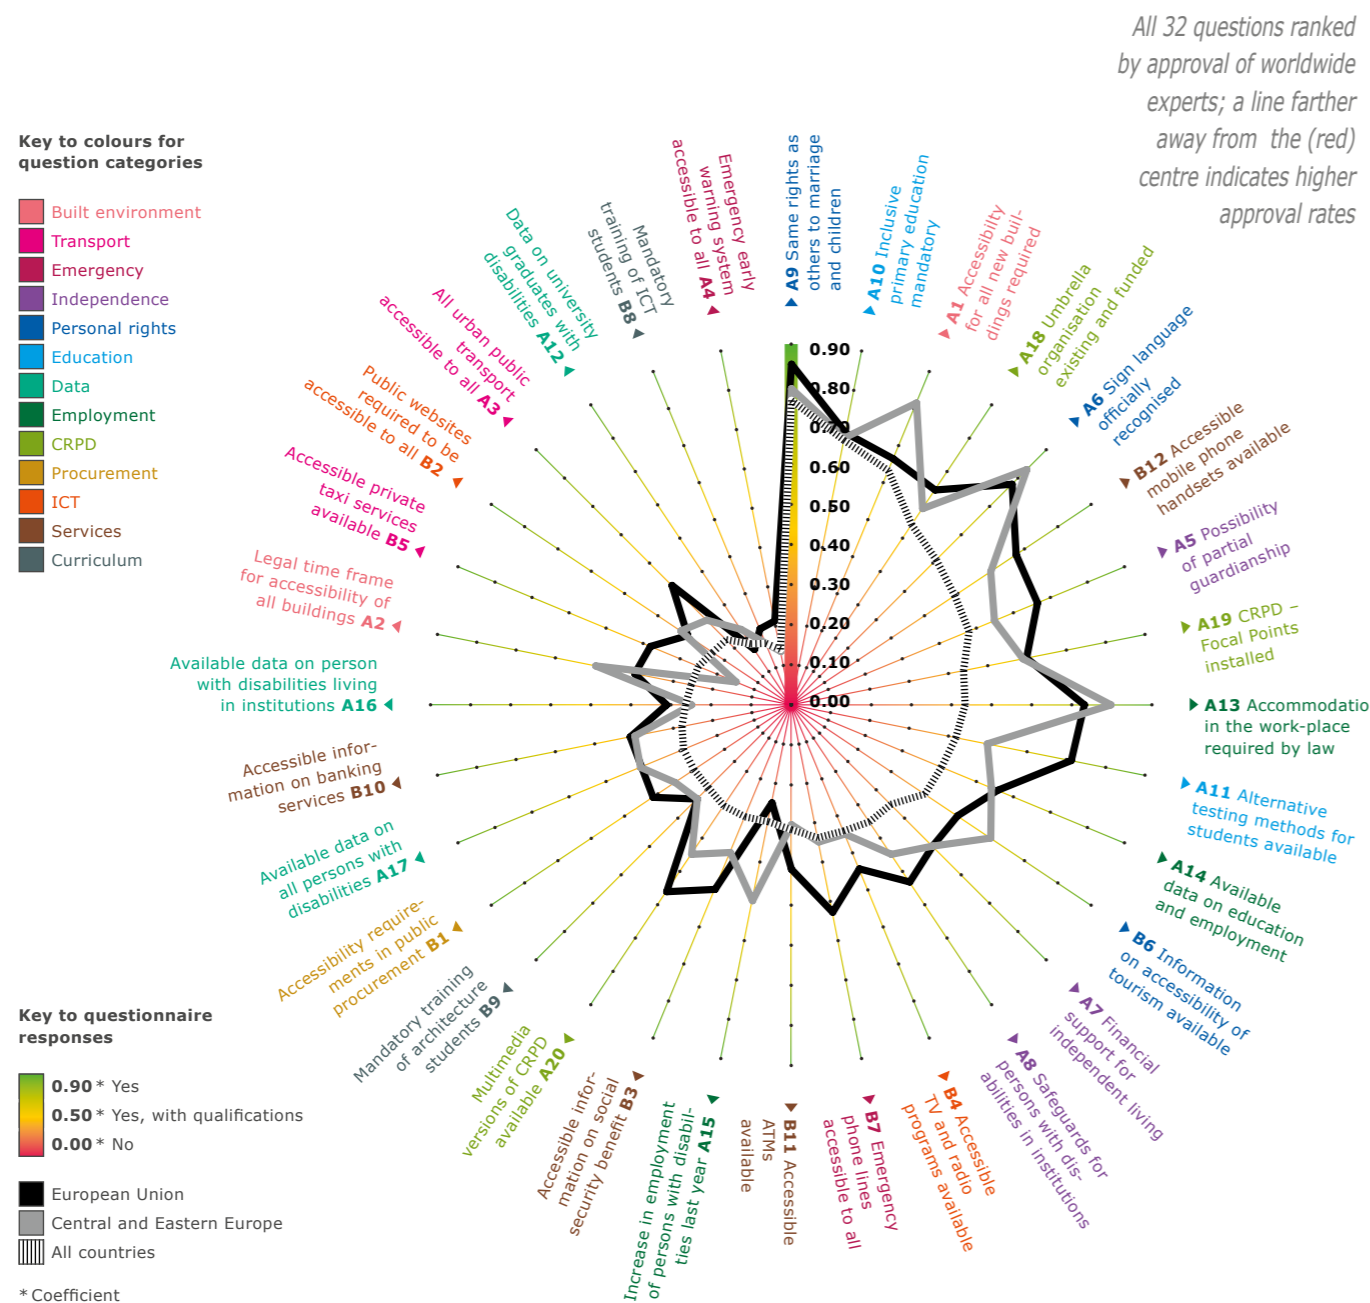 All 32 questions ranked
by approval of worldwide
experts; a line farther
away from the (red)
centre indicates higher
approval rates
Key to colours for
question categories
Built environment
Transport
Emergency
Independence
Personal rights
Education
Data
Employment
CRPD
Procurement
ICT
Services
Curriculum
A9 Same rights as
others to marriage
and children
A10 Inclusive
primary education
mandatory
A1 Accessibilty
for all new buil-
dings required
A18 Umbrella
organisation
existing and funded
A6 Sign language
officially
recognised
B12 Accessible
mobile phone
handsets available
A5 Possibility
of partial
guardianship
A19 CRPD –
Focal Points
installed
A13 Accommodatio
in the work-place
required by law
A11 Alternative
testing methods for
students available
A14 Available
data on education
and employment
B6 Information
on accessibility of
tourism available
A7 Financial
support for
independent living
A8 Safeguards for
persons with dis-
abilities in institutions
B4 Accessible
TV and radio
programs available
B7 Emergency
phone lines
accessible to all
B11 Accessible
ATMs
available
Increase in employment
of persons with disabil-
ties last year A15
Accessible infor-
mation on social
security benefit B3
Multimedia
versions of CRPD
available A20
Mandatory training
of architecture
students B9
Accessibility require-
ments in public
procurement B1
Available data on
all persons with
disabilities A17
Accessible infor-
mation on banking
services B10
Available data on person
with disabilities living
in institutions A16
Legal time frame
for accessibility of
all buildings A2
Accessible private
taxi services
available B5
Public websites
required to be
accessible to all B2
All urban public
transport
accessible to all A3
Data on university
graduates with
disabilities A12
Mandatory
training of ICT
students B8
Emergency early
warning system
accessible to all A4
0.90
0.80
0.70
0.60
0.50
0.40
0.30
0.20
0.10
0.00
Key to questionnaire
responses
0.90 * Yes
0.50 * Yes, with qualifications
0.00 * No
European Union
Central and Eastern Europe
All countries
* Coefficient